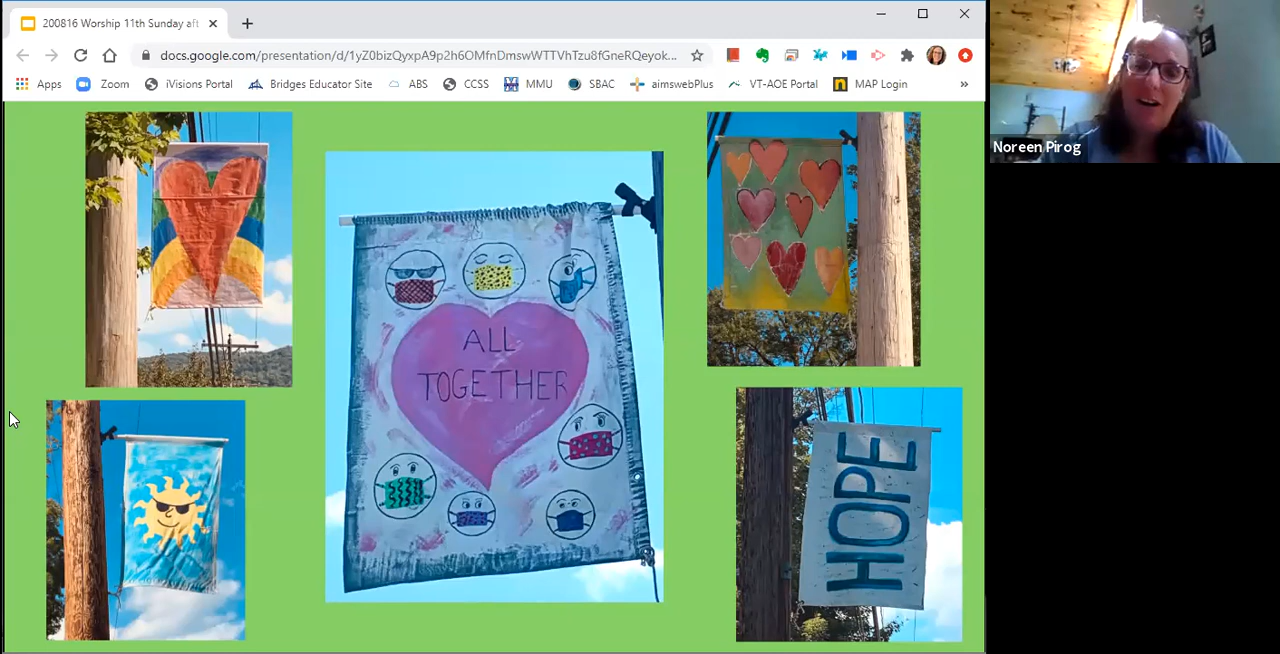 200816 Worship 11th Sunday aft
docs.google.com/presentation/d/1yZ0bizQyxpA9p2h6OMfnDmswWTTVhTzu8fGneRQeyok...
Apps
Zoom
iVisions Portal
Bridges Educator Site
ABS
CCSS
MMU
SBAC
aimswebPlus
VT-AOE Portal
MAP Login
Noreen Pirog
ALL
TOGETHER
HOPE